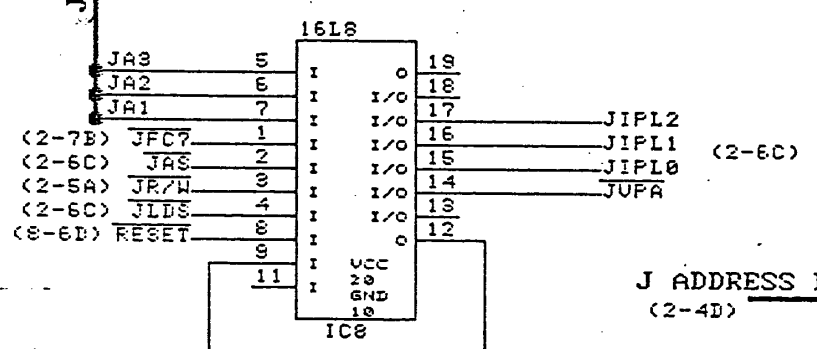 J
16L8
JA3 5 I O 19
JA2 6 I I/O 18
JA1 7 I I/O 17 JIPL2
(2-7B) JFC7 1 I I/O 16 JIPL1
(2-6C) JAS 2 I I/O 15 JIPL0 (2-6C)
(2-5A) JR/W 3 I I/O 14 JVPA
(2-6C) JLDS 4 I I/O 13
(8-6D) RESET 8 I O 12
9 I VCC
11 I 20
GND
10
IC8
J ADDRESS
(2-4D)